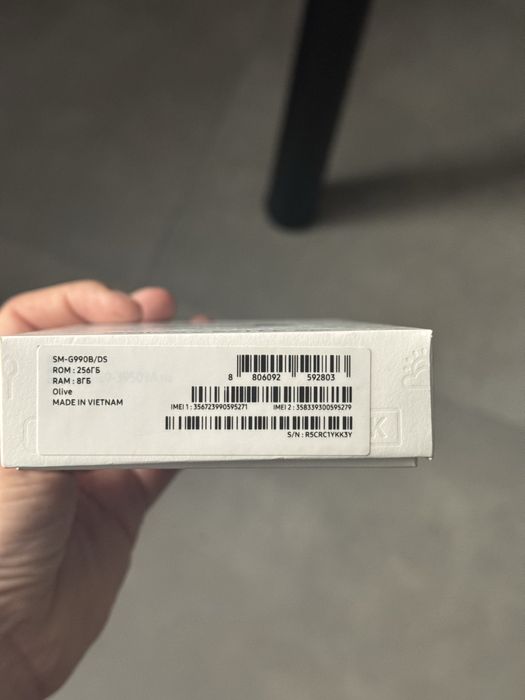 SM-G990B/DS
ROM : 256ГБ
RAM : 8ГБ
Olive
MADE IN VIETNAM
8 806092 592803
IMEI 1 : 356723990595271 IMEI 2 : 358339300595279
S/N : R5CRC1YKK3Y